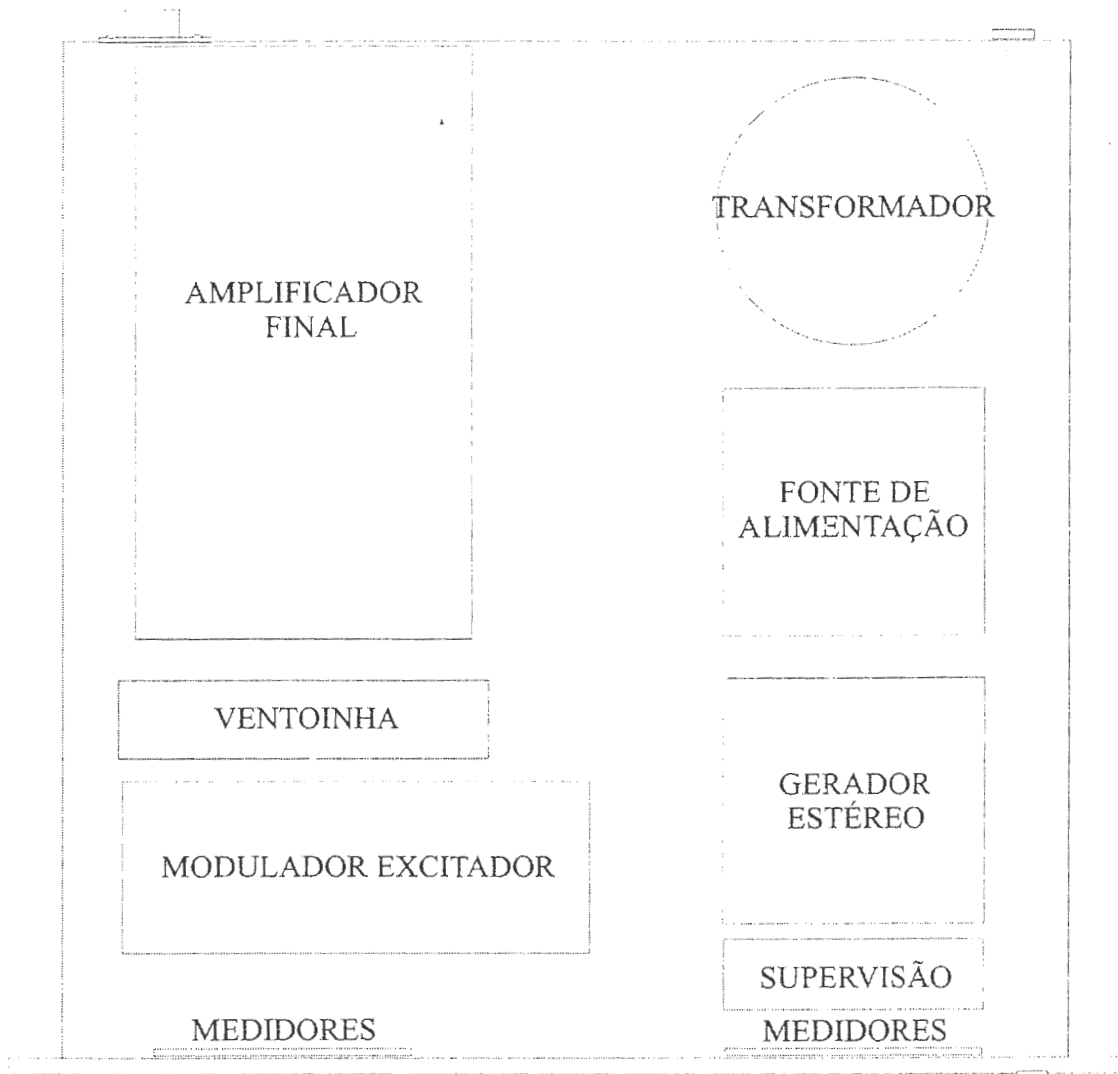 TRANSFORMADOR
AMPLIFICADOR
FINAL
FONTE DE
ALIMENTAÇÃO
VENTOINHA
GERADOR
ESTÉREO
MODULADOR EXCITADOR
SUPERVISÃO
MEDIDORES
MEDIDORES